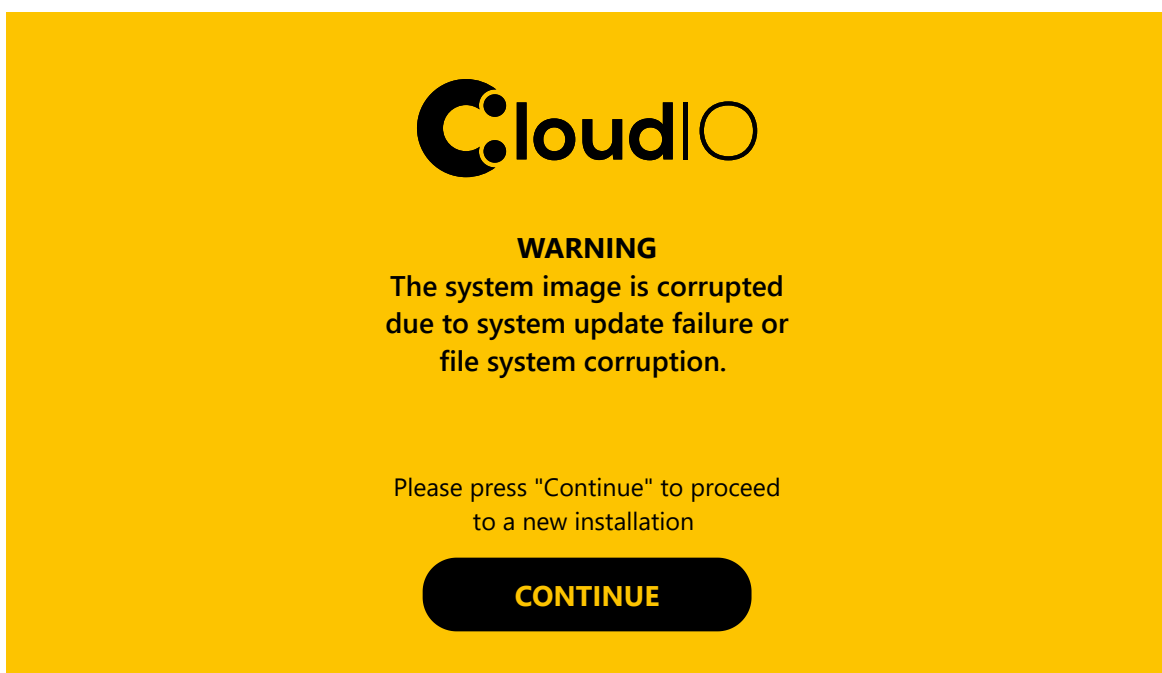 CloudIO
WARNING
The system image is corrupted
due to system update failure or
file system corruption.
Please press "Continue" to proceed
to a new installation
CONTINUE